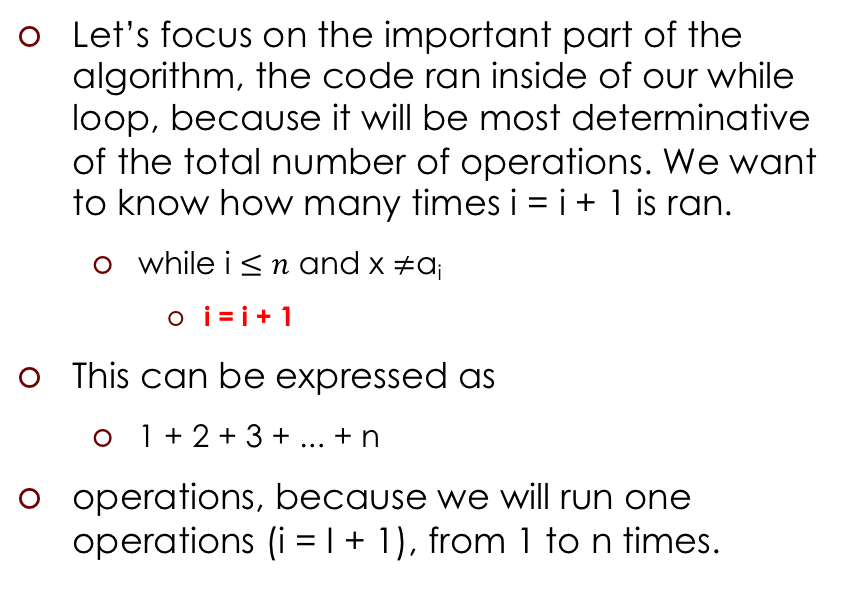 Let's focus on the important part of the
algorithm, the code ran inside of our while
loop, because it will be most determinative
of the total number of operations. We want
to know how many times i = i + 1 is ran.
while i ≤ n and x ≠aᵢ
i = i + 1
This can be expressed as
1 + 2 + 3 + ... + n
operations, because we will run one
operations (i = I + 1), from 1 to n times.